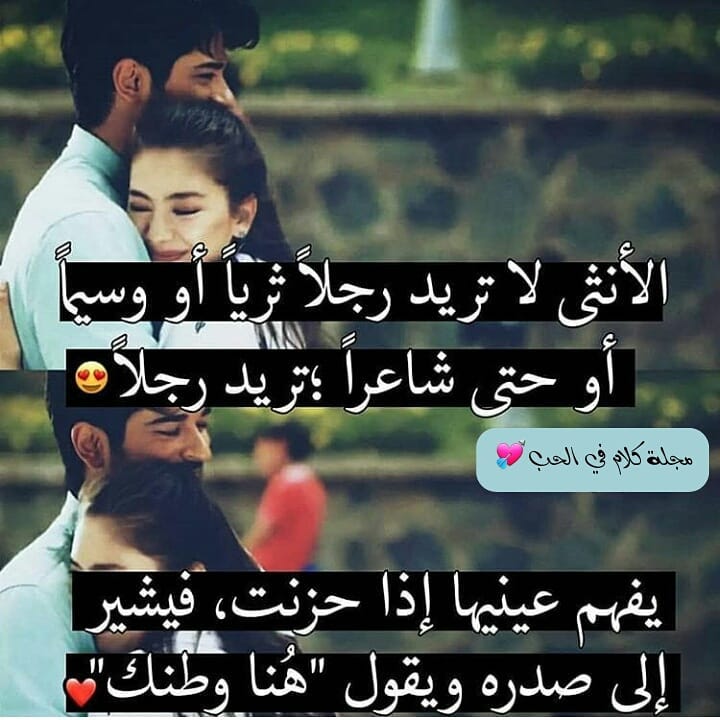 الأنثى لا تريد رجلاً ثرياً أو وسيماً
أو حتى شاعراً ؛تريد رجلاً😍
مجلة كلام في الحب 💘
يفهم عينيها إذا حزنت، فيشير
إلى صدره ويقول "هُنا وطنك"❤️